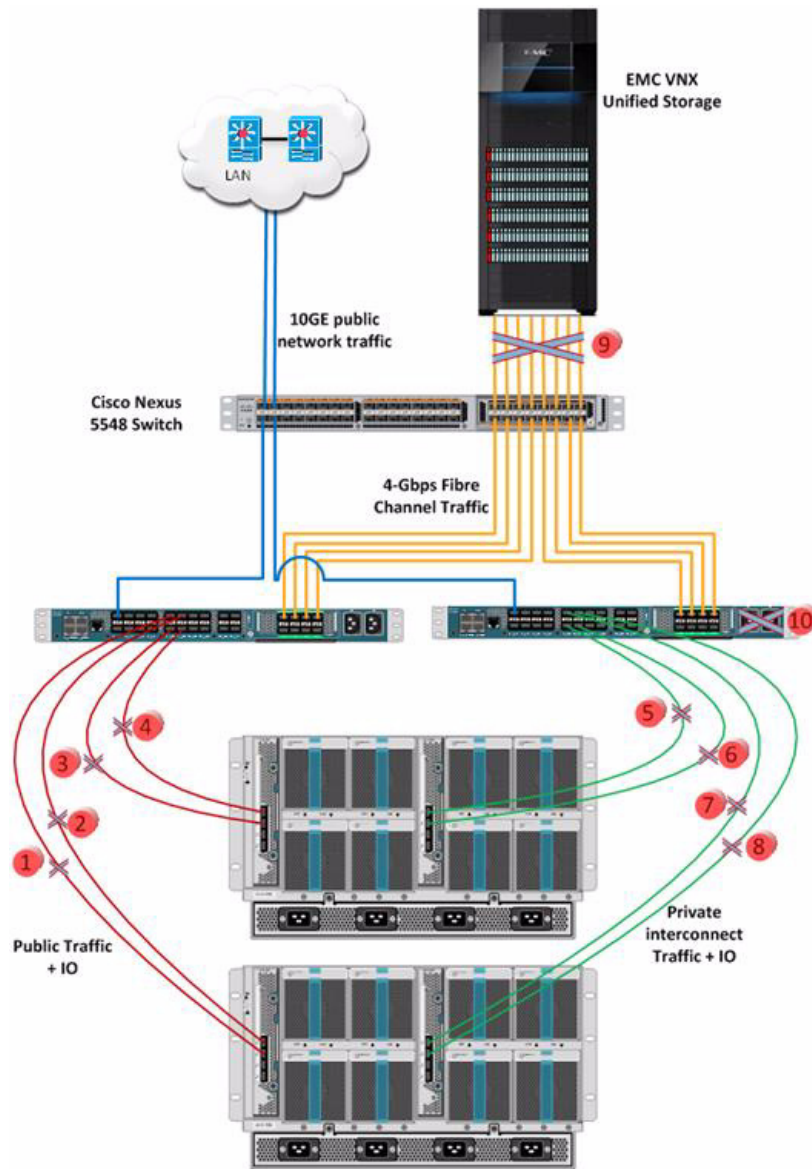 EMC²
EMC VNX
Unified Storage
LAN
10GE public
network traffic
9
Cisco Nexus
5548 Switch
4-Gbps Fibre
Channel Traffic
10
4
5
3
6
2
7
1
8
Public Traffic
+ IO
Private
interconnect
Traffic + IO